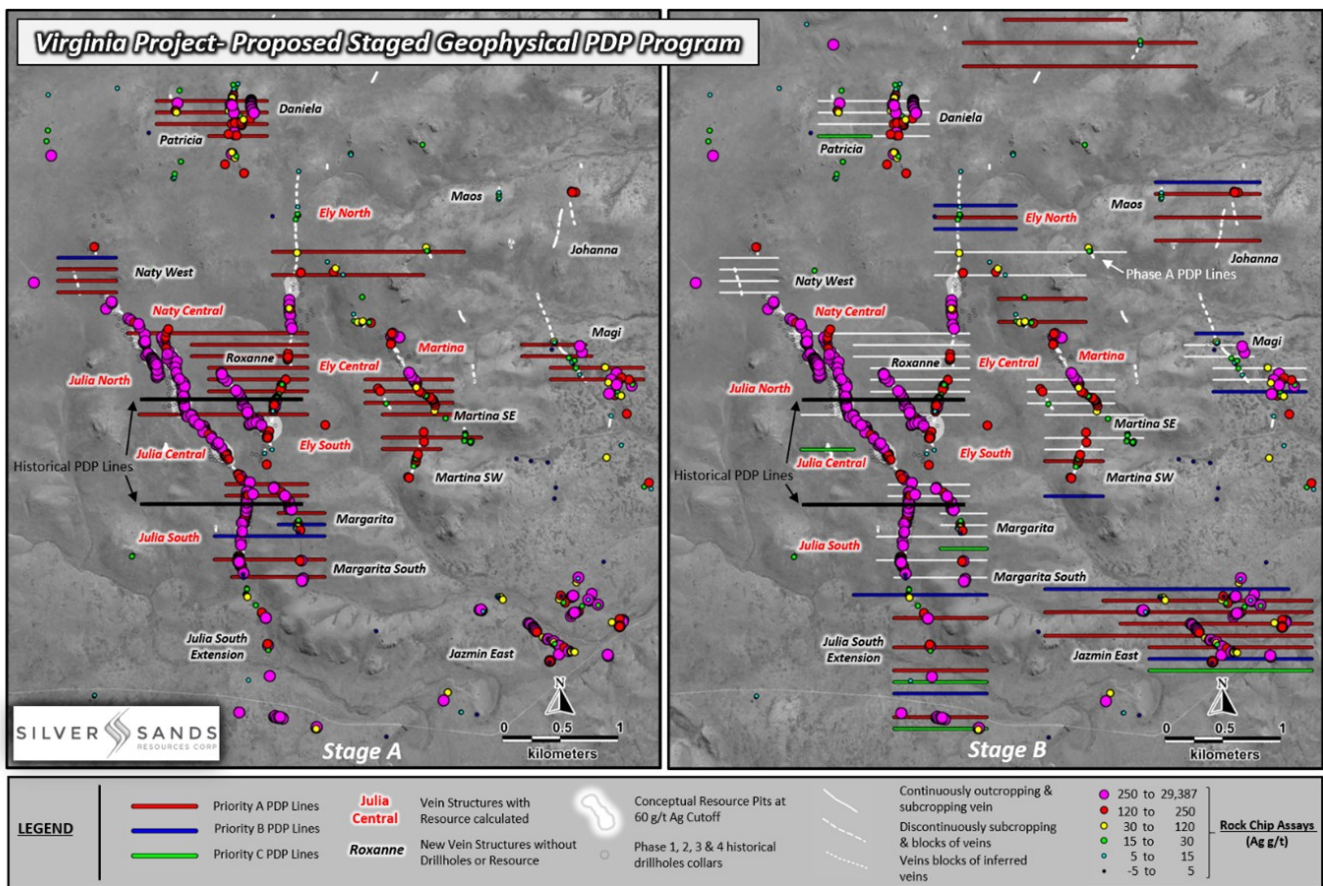 Virginia Project- Proposed Staged Geophysical PDP Program
Daniela
Patricia
Maos
Ely North
Johanna
Naty West
Naty Central
Magi
Roxanne
Ely Central
Martina
Julia North
Martina SE
Julia Central
Ely South
Historical PDP Lines
Martina SW
Margarita
Julia South
Margarita South
Julia South
Extension
Jazmin East
N
0 0.5 1
kilometers
SILVER SANDS
RESOURCES CORP
Stage A
Daniela
Patricia
Maos
Ely North
Johanna
Phase A PDP Lines
Naty West
Naty Central
Magi
Roxanne
Ely Central
Martina
Julia North
Martina SE
Julia Central
Ely South
Historical PDP Lines
Martina SW
Margarita
Julia South
Margarita South
Julia South
Extension
Jazmin East
N
0 0.5 1
kilometers
Stage B
LEGEND
Priority A PDP Lines
Priority B PDP Lines
Priority C PDP Lines
Julia
Central
Vein Structures with
Resource calculated
Roxanne
New Vein Structures without
Drillholes or Resource
Conceptual Resource Pits at
60 g/t Ag Cutoff
Phase 1, 2, 3 & 4 historical
drillholes collars
Continuously outcropping &
subcropping vein
Discontinuously subcropping
& blocks of veins
Veins blocks of inferred
veins
250 to 29,387
120 to 250
30 to 120
15 to 30
5 to 15
-5 to 5
Rock Chip Assays
(Ag g/t)